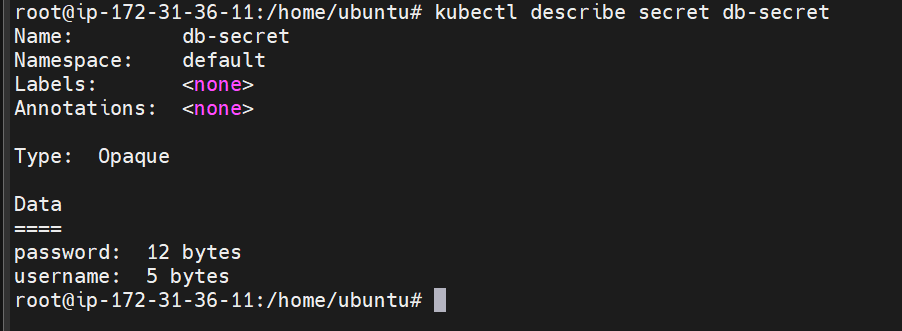 root@ip-172-31-36-11:/home/ubuntu# kubectl describe secret db-secret
Name:         db-secret
Namespace:    default
Labels:       <none>
Annotations:  <none>

Type:  Opaque

Data
====
password:  12 bytes
username:  5 bytes
root@ip-172-31-36-11:/home/ubuntu#